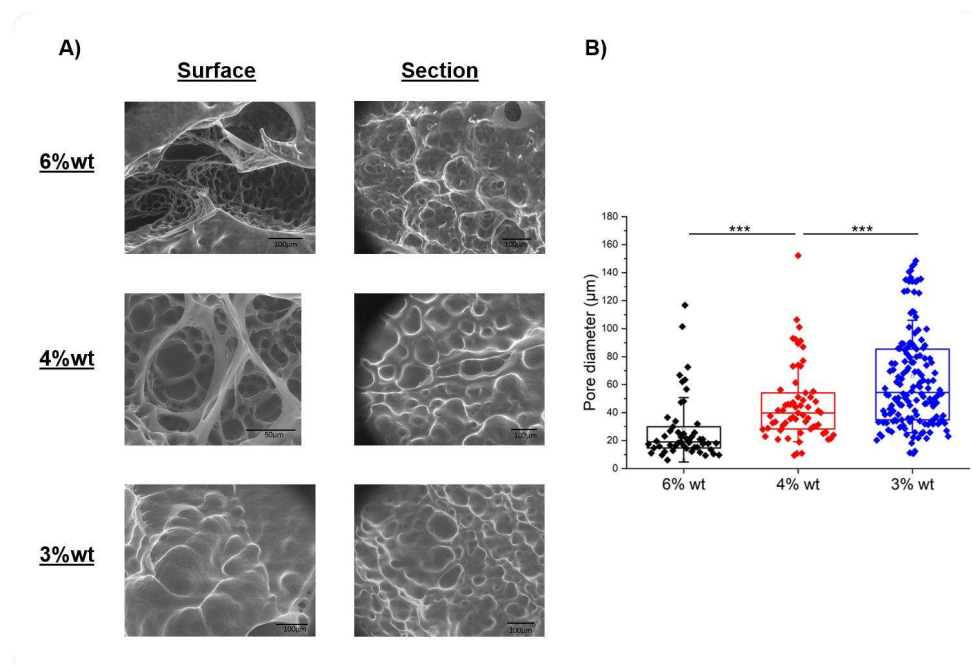 A)
B)
Surface
Section
6%wt
100µm
100µm
4%wt
50µm
100µm
3%wt
100µm
100µm
180
160
140
120
100
80
60
40
20
0
Pore diameter (µm)
***
***
6% wt
4% wt
3% wt